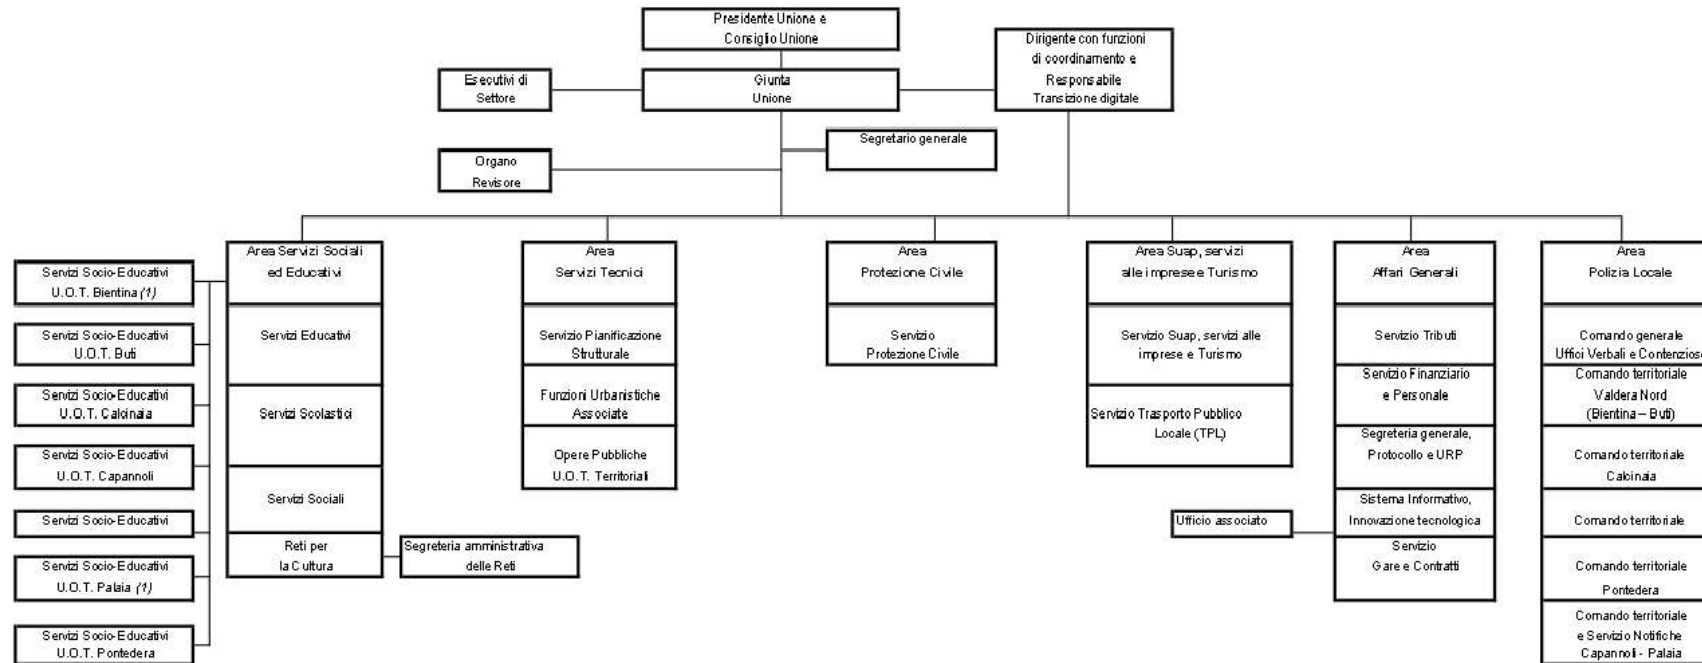 Presidente Unione e
Consiglio Unione
Dirigente con funzioni
di coordinamento e
Responsabile
Transizione digitale
Esecutivi di
Settore
Giunta
Unione
Segretario generale
Organo
Revisore
Area Servizi Sociali
ed Educativi
Servizi Educativi
Servizi Scolastici
Servizi Sociali
Reti per
la Cultura
Segreteria amministrativa
delle Reti
Servizi Socio-Educativi
U.O.T. Bientina (1)
Servizi Socio-Educativi
U.O.T. Buti
Servizi Socio-Educativi
U.O.T. Calcinaia
Servizi Socio-Educativi
U.O.T. Capannoli
Servizi Socio-Educativi
Servizi Socio-Educativi
U.O.T. Palaia (1)
Servizi Socio-Educativi
U.O.T. Pontedera
Area
Servizi Tecnici
Servizio Pianificazione
Strutturale
Funzioni Urbanistiche
Associate
Opere Pubbliche
U.O.T. Territoriali
Area
Protezione Civile
Servizio
Protezione Civile
Area Suap, servizi
alle imprese e Turismo
Servizio Suap, servizi alle
imprese e Turismo
Servizio Trasporto Pubblico
Locale (TPL)
Area
Affari Generali
Servizio Tributi
Servizio Finanziario
e Personale
Segreteria generale,
Protocollo e URP
Sistema Informativo,
Innovazione tecnologica
Ufficio associato
Servizio
Gare e Contratti
Area
Polizia Locale
Comando generale
Uffici Verbali e Contenzioso
Comando territoriale
Valdera Nord
(Bientina – Buti)
Comando territoriale
Calcinaia
Comando territoriale
Comando territoriale
Pontedera
Comando territoriale
e Servizio Notifiche
Capannoli - Palaia